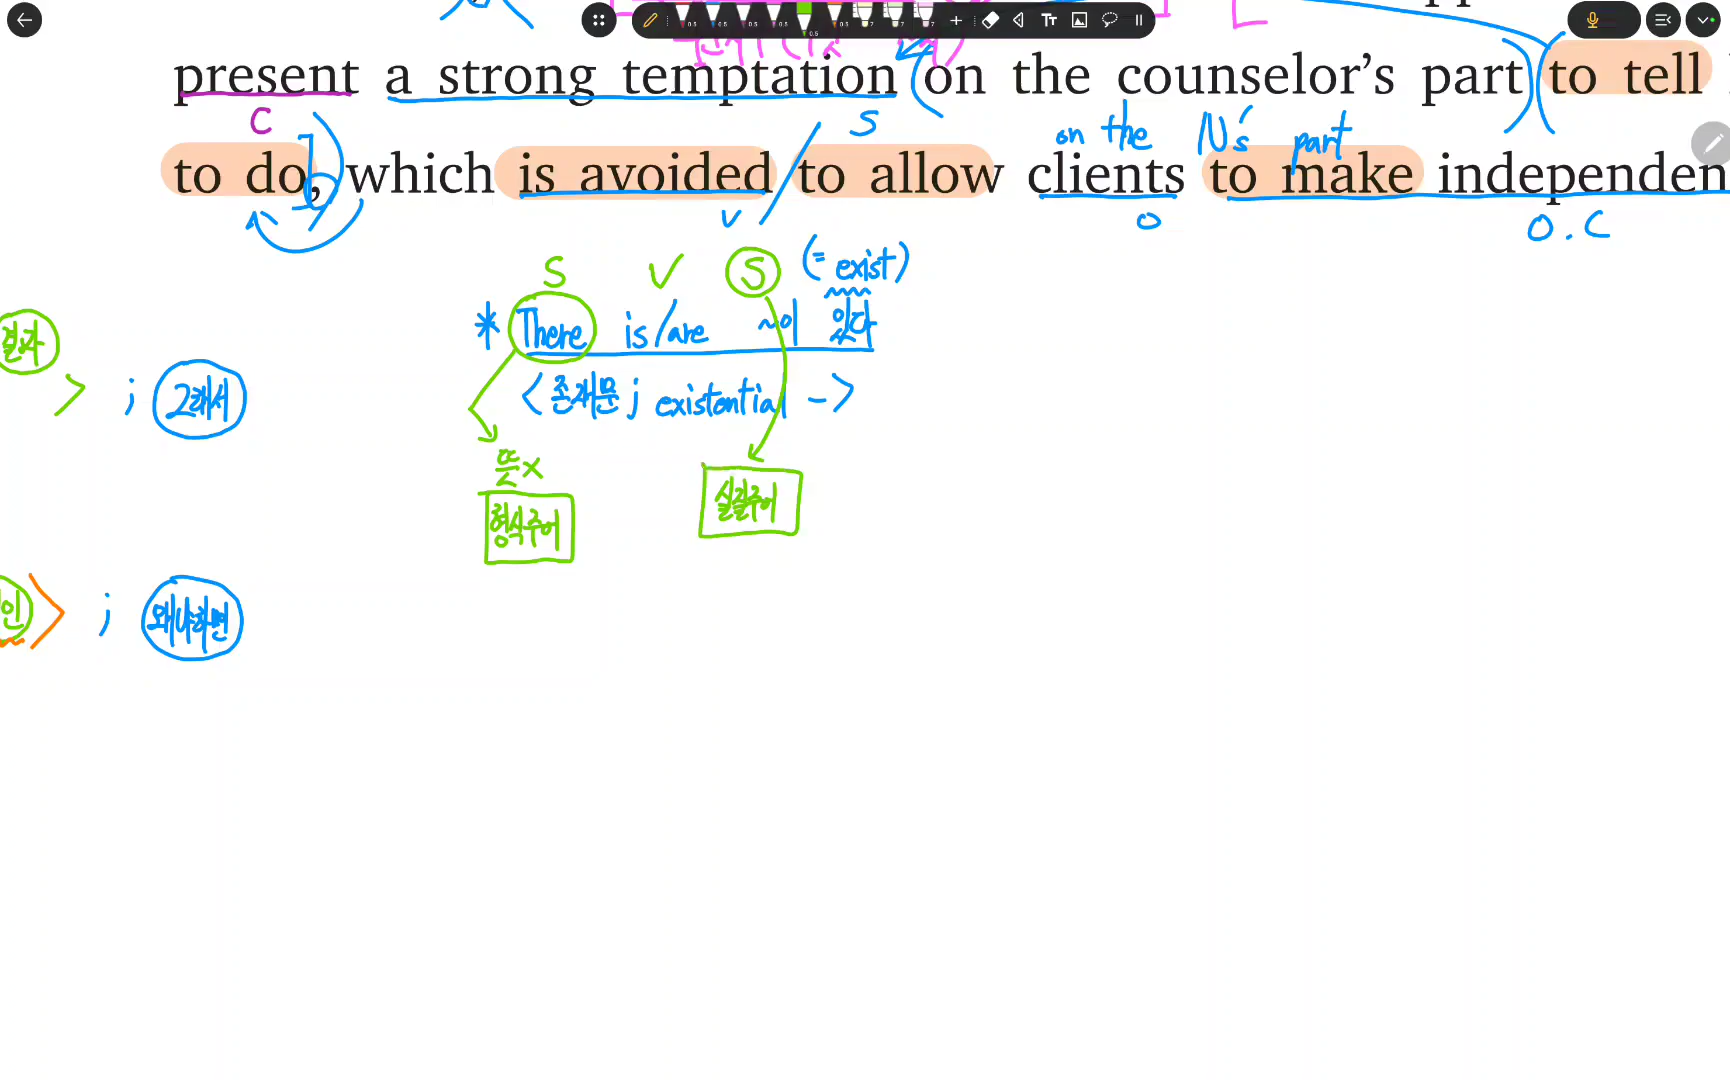 present a strong temptation on the counselor's part to tell
C
S
on the N's part
to do, which is avoided to allow clients to make independen
V
O
O.C
S V S (= exist)
* There is/are ~이 있다
<존재문; existential ->
결과
> ; 그래서
뜻x
형식주어
실질주어
인 > ; 왜냐하면